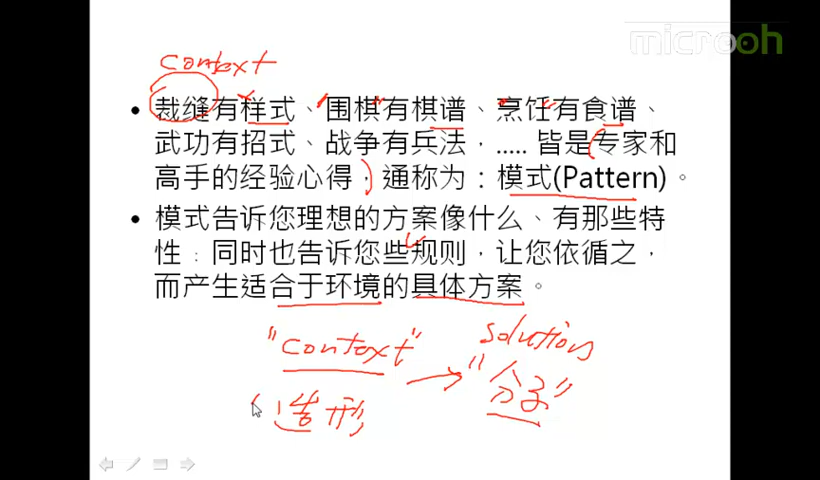 microoh
context
• 裁缝有样式、围棋有棋谱、烹饪有食谱、
武功有招式、战争有兵法，..... 皆是专家和
高手的经验心得，通称为：模式(Pattern)。
• 模式告诉您理想的方案像什么、有那些特
性；同时也告诉您些规则，让您依循之，
而产生适合于环境的具体方案。
"context" solution
"分子"
造形